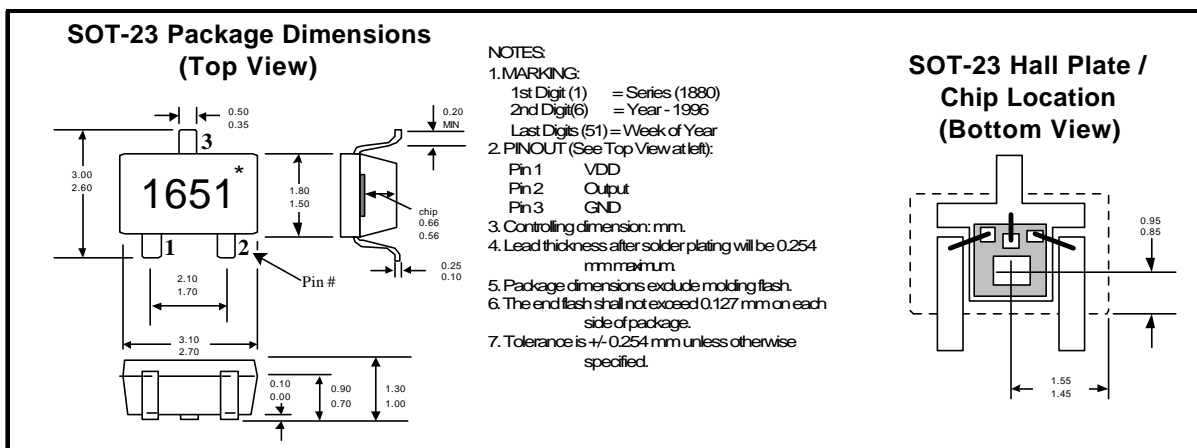 SOT-23 Package Dimensions
(Top View)
0.50
0.35
3
3.00
2.60
1651*
1.80
1.50
1
2
Pin #
2.10
1.70
3.10
2.70
0.20
MIN
chip
0.66
0.56
0.25
0.10
0.10
0.00
0.90
0.70
1.30
1.00
NOTES:
1. MARKING:
1st Digit (1) = Series (1880)
2nd Digit(6) = Year - 1996
Last Digits (51) = Week of Year
2. PINOUT (See Top View at left):
Pin 1 VDD
Pin 2 Output
Pin 3 GND
3. Controlling dimension: mm.
4. Lead thickness after solder plating will be 0.254
mm maximum.
5. Package dimensions exclude molding flash.
6. The end flash shall not exceed 0.127 mm on each
side of package.
7. Tolerance is +/- 0.254 mm unless otherwise
specified.
SOT-23 Hall Plate /
Chip Location
(Bottom View)
0.95
0.85
1.55
1.45